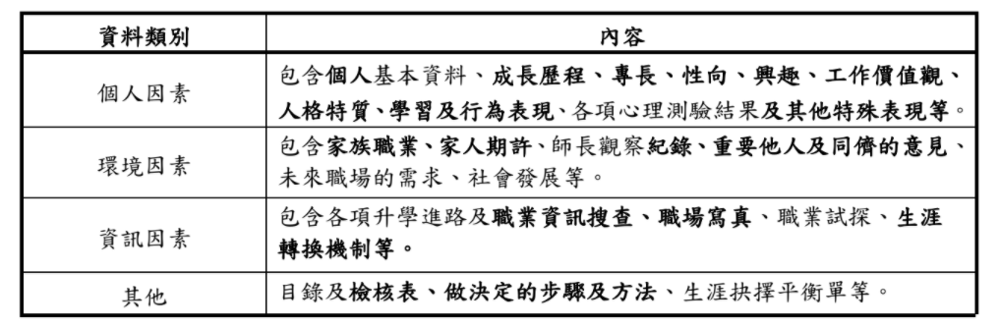 資料類別 內容
個人因素
包含個人基本資料、成長歷程、專長、性向、興趣、工作價值觀、
人格特質、學習及行為表現、各項心理測驗結果及其他特殊表現等。
環境因素
包含家族職業、家人期許、師長觀察紀錄、重要他人及同儕的意見、
未來職場的需求、社會發展等。
資訊因素
包含各項升學進路及職業資訊搜查、職場寫真、職業試探、生涯
轉換機制等。
其他
目錄及檢核表、做決定的步驟及方法、生涯抉擇平衡單等。